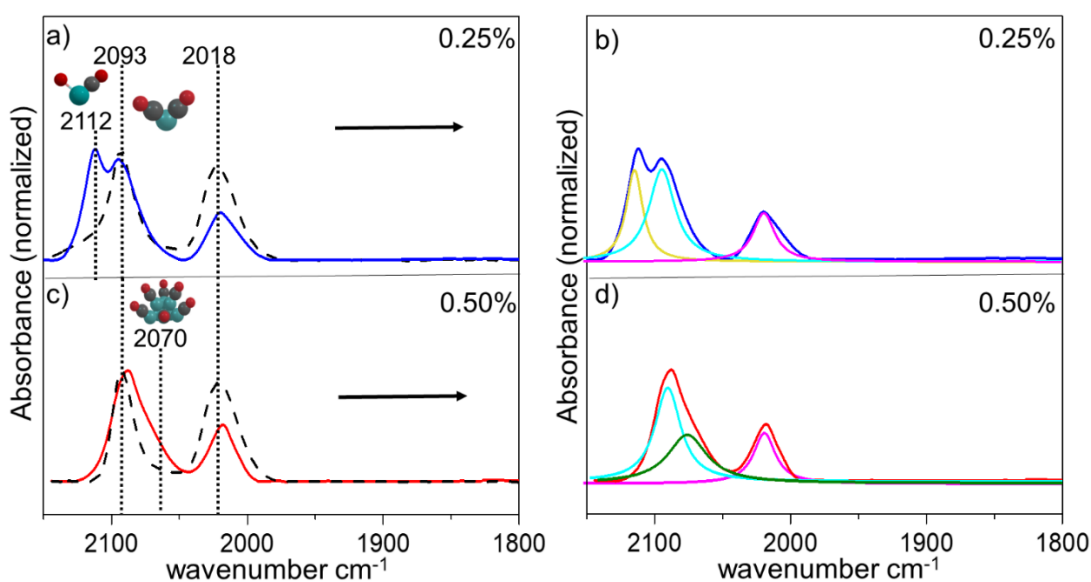 a)
2093
2018
0.25%
2112
c)
0.50%
2070
Absorbance (normalized)
2100
2000
1900
1800
wavenumber cm-1
b)
0.25%
d)
0.50%
Absorbance (normalized)
2100
2000
1900
1800
wavenumber cm-1